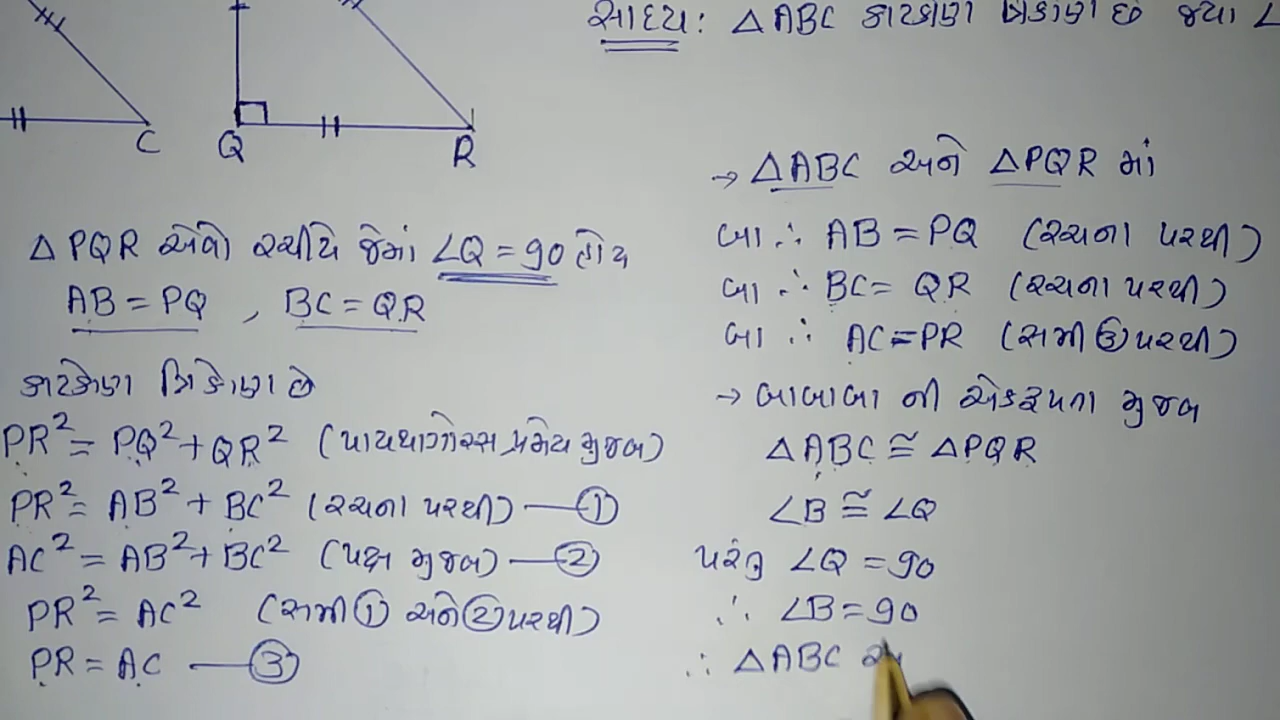 સાધ્ય: △ABC કાટકોણ ત્રિકોણ છે જ્યાં ∠
C
Q
R
△PQR એવો રચીયે જેમાં ∠Q = 90 હોય
AB = PQ , BC = QR
કાટકોણ ત્રિકોણ છે
PR² = PQ² + QR² (પાયથાગોરસ પ્રમેય મુજબ)
PR² = AB² + BC² (રચના પરથી) — ①
AC² = AB² + BC² (પક્ષ મુજબ) — ②
PR² = AC² (સમી ① અને ② પરથી)
PR = AC — ③
→ △ABC અને △PQR માં
બા ∴ AB = PQ (રચના પરથી)
બા ∴ BC = QR (રચના પરથી)
બા ∴ AC = PR (સમી ③ પરથી)
→ બાબાબા ની એકરૂપતા મુજબ
△ABC ≅ △PQR
∠B ≅ ∠Q
પરંતુ ∠Q = 90
∴ ∠B = 90
∴ △ABC